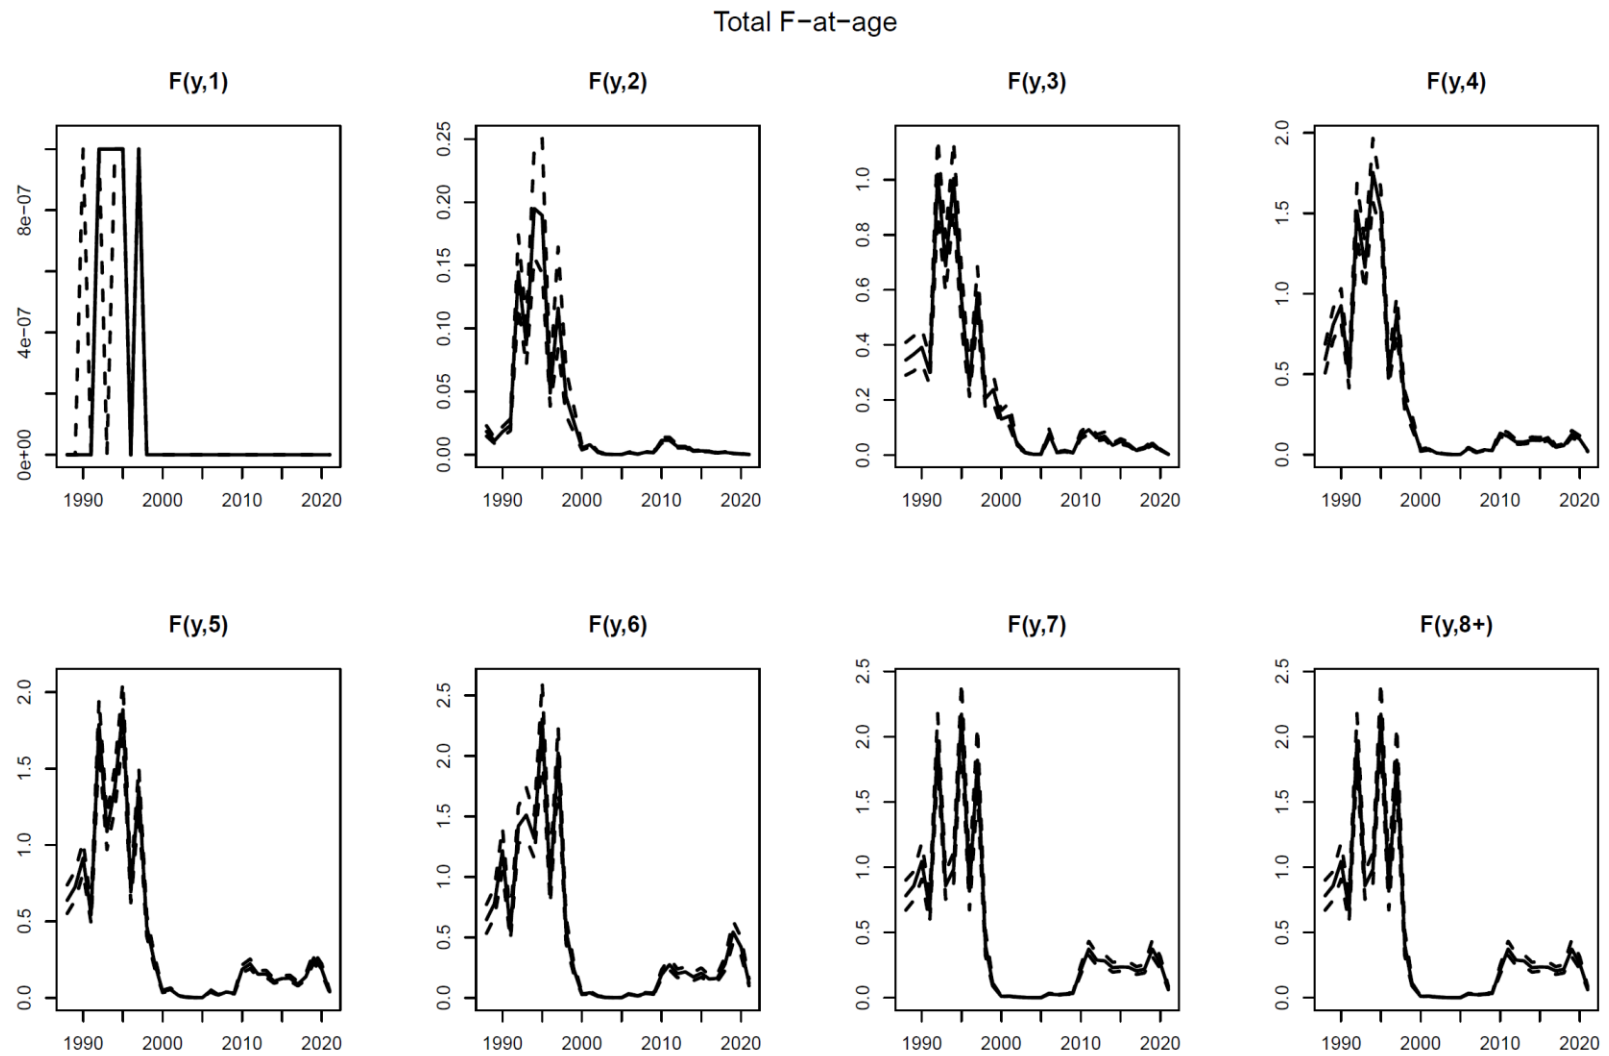 Total F−at−age
F(y,1)
F(y,2)
F(y,3)
F(y,4)
0e+00 4e−07 8e−07
0.00 0.05 0.10 0.15 0.20 0.25
0.0 0.2 0.4 0.6 0.8 1.0
0.0 0.5 1.0 1.5 2.0
1990 2000 2010 2020
1990 2000 2010 2020
1990 2000 2010 2020
1990 2000 2010 2020
F(y,5)
F(y,6)
F(y,7)
F(y,8+)
0.0 0.5 1.0 1.5 2.0
0.0 0.5 1.0 1.5 2.0 2.5
0.0 0.5 1.0 1.5 2.0 2.5
0.0 0.5 1.0 1.5 2.0 2.5
1990 2000 2010 2020
1990 2000 2010 2020
1990 2000 2010 2020
1990 2000 2010 2020